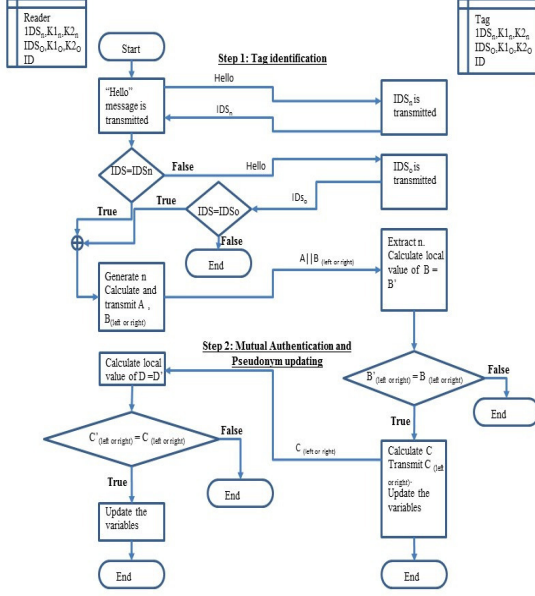 Reader
1DSₙ,K1ₙ,K2ₙ
IDSₒ,K1ₒ,K2ₒ
ID
Tag
1DSₙ,K1ₙ,K2ₙ
IDSₒ,K1ₒ,K2ₒ
ID
Start
Step 1: Tag identification
“Hello”
message is
transmitted
Hello
IDSₙ
IDSₙ is
transmitted
IDS=IDSn
False
Hello
IDSₙ is
transmitted
True
True
IDS=IDSo
IDsₒ
False
End
Generate n
Calculate and
transmit A ,
B(left or right)
A||B (left or right)
Extract n.
Calculate local
value of B =
B’
Step 2: Mutual Authentication and
Pseudonym updating
Calculate local
value of D =D’
B’(left or right) = B (left or right)
False
End
True
C’(left or right) = C (left or right)
False
End
C (left or right)
Calculate C
Transmit C (left
or right).
Update the
variables
True
Update the
variables
End
End